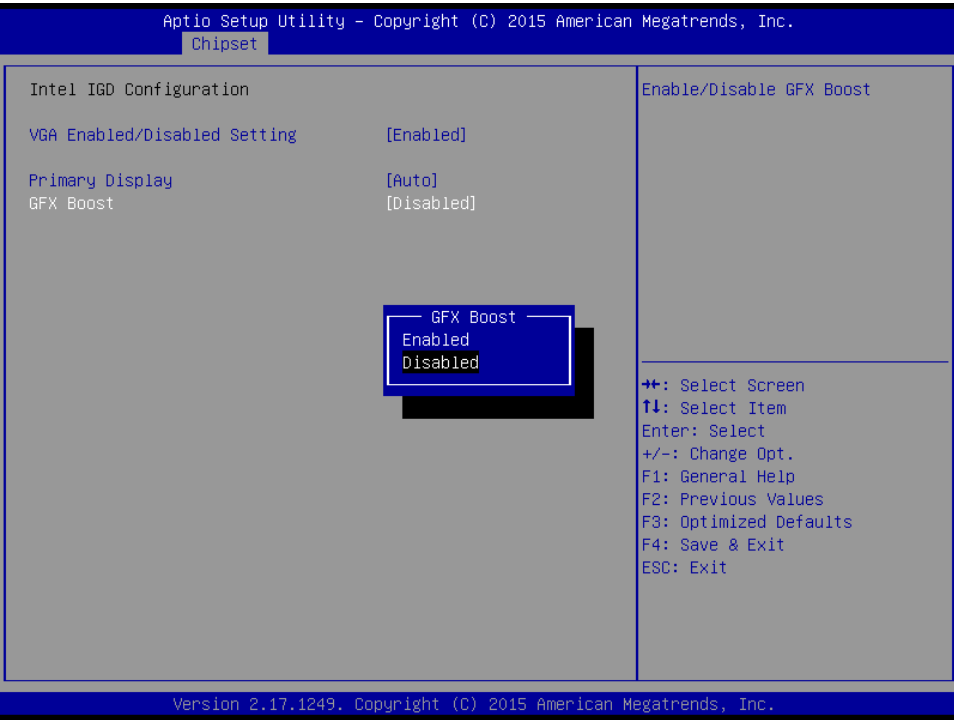 Aptio Setup Utility – Copyright (C) 2015 American Megatrends, Inc.
Chipset
Intel IGD Configuration
VGA Enabled/Disabled Setting [Enabled]
Primary Display [Auto]
GFX Boost [Disabled]
GFX Boost
Enabled
Disabled
Enable/Disable GFX Boost
→←: Select Screen
↑↓: Select Item
Enter: Select
+/-: Change Opt.
F1: General Help
F2: Previous Values
F3: Optimized Defaults
F4: Save & Exit
ESC: Exit
Version 2.17.1249. Copyright (C) 2015 American Megatrends, Inc.